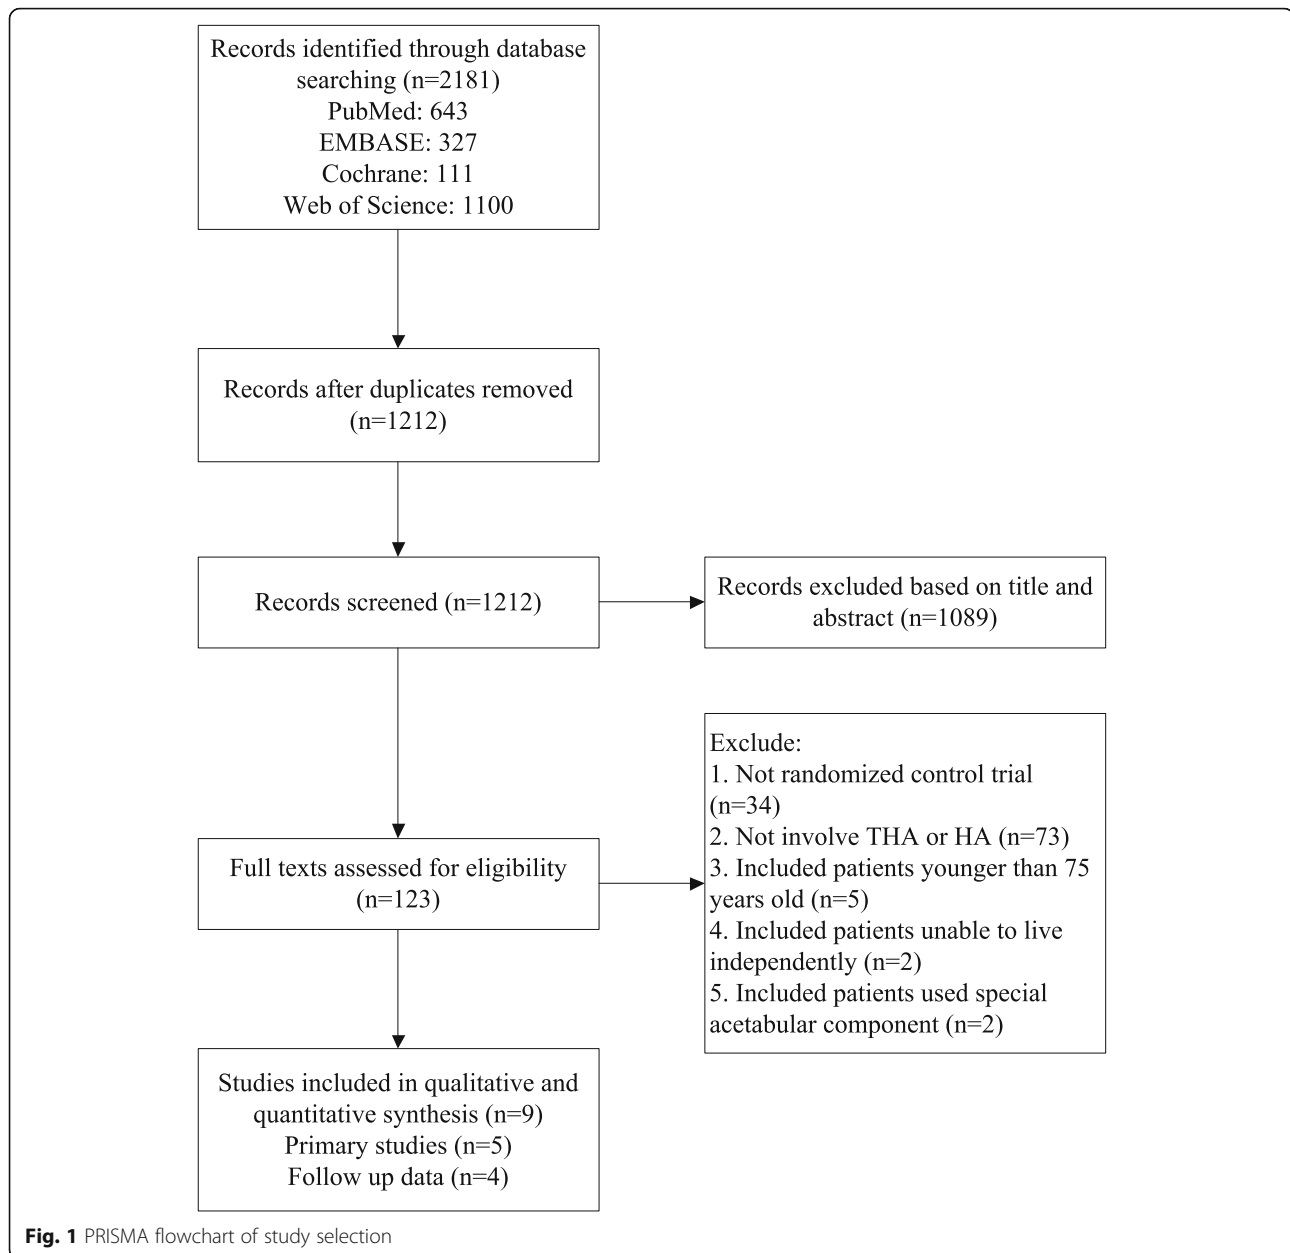 Records identified through database
searching (n=2181)
PubMed: 643
EMBASE: 327
Cochrane: 111
Web of Science: 1100
Records after duplicates removed
(n=1212)
Records screened (n=1212)
Records excluded based on title and
abstract (n=1089)
Full texts assessed for eligibility
(n=123)
Exclude:
1. Not randomized control trial
(n=34)
2. Not involve THA or HA (n=73)
3. Included patients younger than 75
years old (n=5)
4. Included patients unable to live
independently (n=2)
5. Included patients used special
acetabular component (n=2)
Studies included in qualitative and
quantitative synthesis (n=9)
Primary studies (n=5)
Follow up data (n=4)
Fig. 1 PRISMA flowchart of study selection